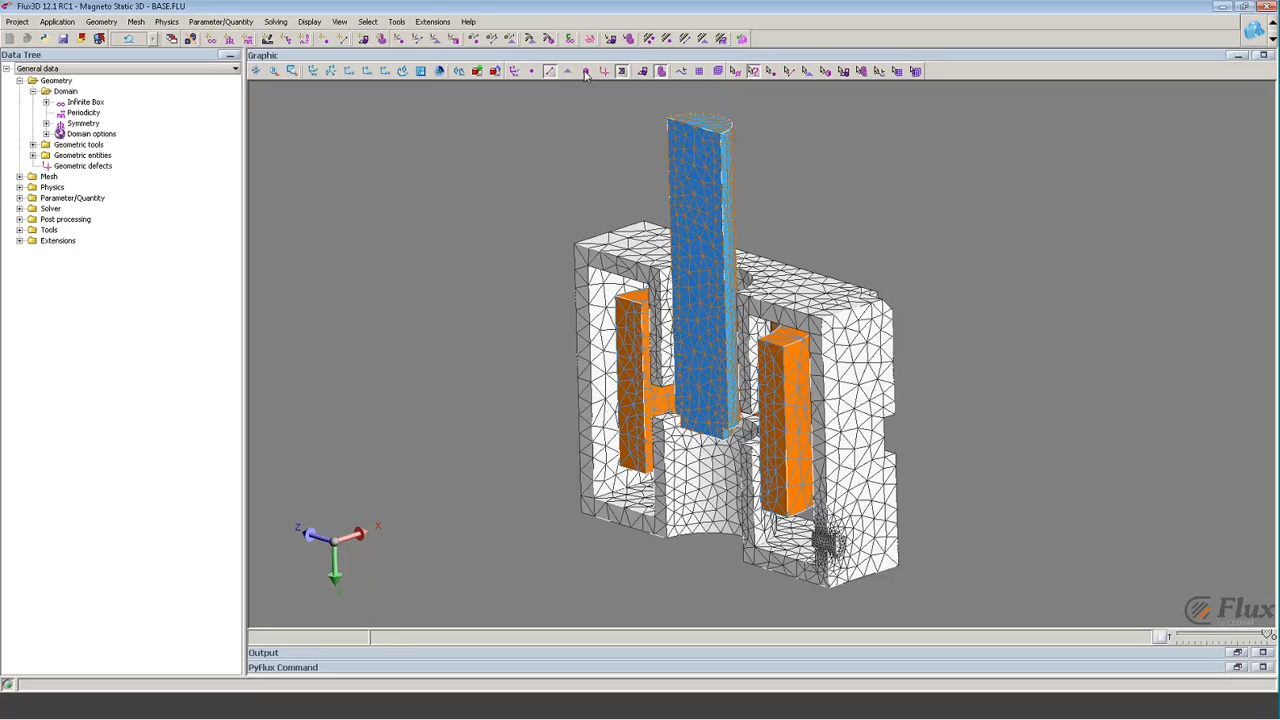 Flux3D 12.1 RC1 - Magneto Static 3D - BASE.FLU
Project Application Geometry Mesh Physics Parameter/Quantity Solving Display View Select Tools Extensions Help
Data Tree
Graphic
General data
Geometry
Domain
Infinite Box
Periodicity
Symmetry
Domain options
Geometric tools
Geometric entities
Geometric defects
Mesh
Physics
Parameter/Quantity
Solver
Post processing
Tools
Extensions
Z
X
Y
Flux
T
Output
PyFlux Command